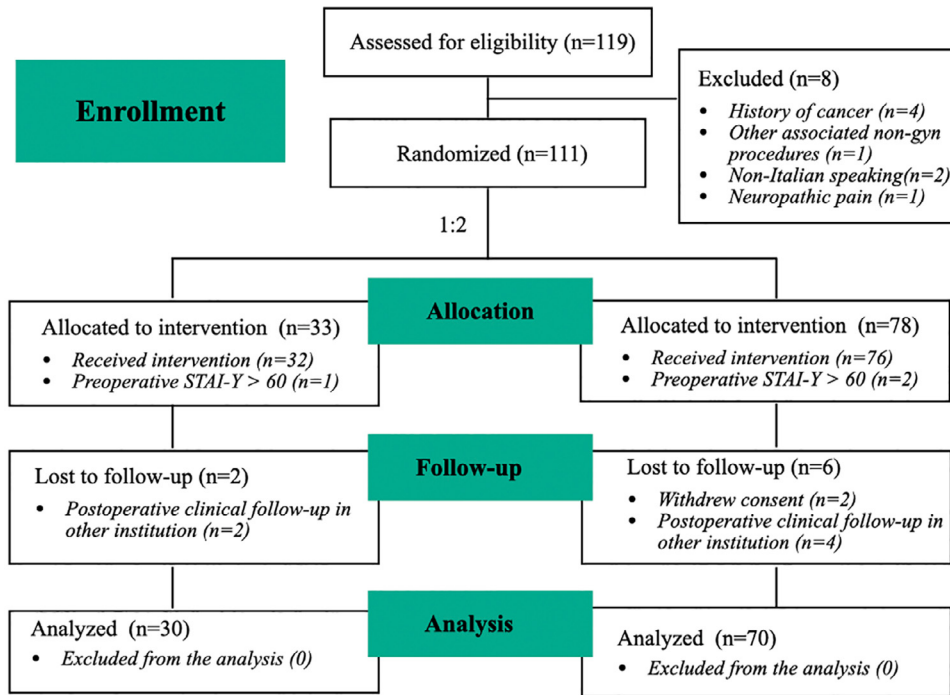 Assessed for eligibility (n=119)
Enrollment
Excluded (n=8)
• History of cancer (n=4)
• Other associated non-gyn
procedures (n=1)
• Non-Italian speaking(n=2)
• Neuropathic pain (n=1)
Randomized (n=111)
1:2
Allocation
Allocated to intervention (n=33)
• Received intervention (n=32)
• Preoperative STAI-Y > 60 (n=1)
Allocated to intervention (n=78)
• Received intervention (n=76)
• Preoperative STAI-Y > 60 (n=2)
Follow-up
Lost to follow-up (n=2)
• Postoperative clinical follow-up in
other institution (n=2)
Lost to follow-up (n=6)
• Withdrew consent (n=2)
• Postoperative clinical follow-up in
other institution (n=4)
Analysis
Analyzed (n=30)
• Excluded from the analysis (0)
Analyzed (n=70)
• Excluded from the analysis (0)